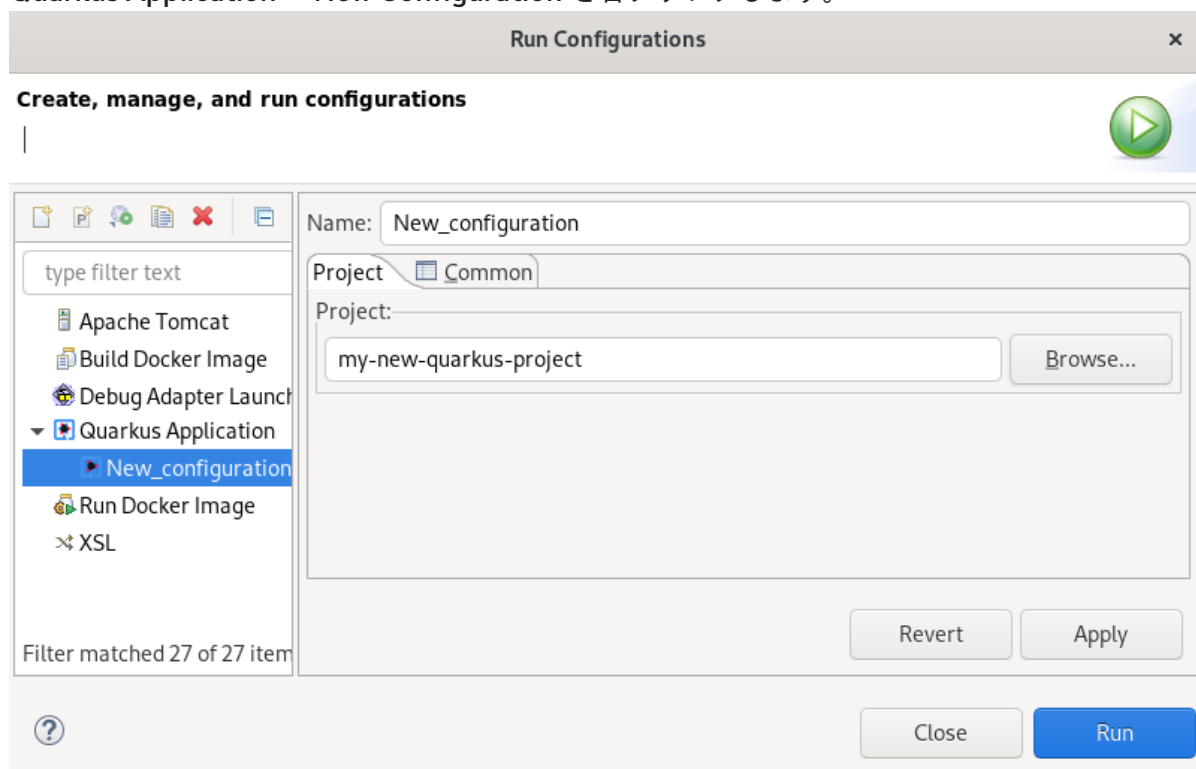 Run Configurations
Create, manage, and run configurations
Name: New_configuration
type filter text
Project Common
Project:
Apache Tomcat
my-new-quarkus-project Browse...
Build Docker Image
Debug Adapter Launch
Quarkus Application
New_configuration
Run Docker Image
XSL
Revert Apply
Filter matched 27 of 27 item
Close Run